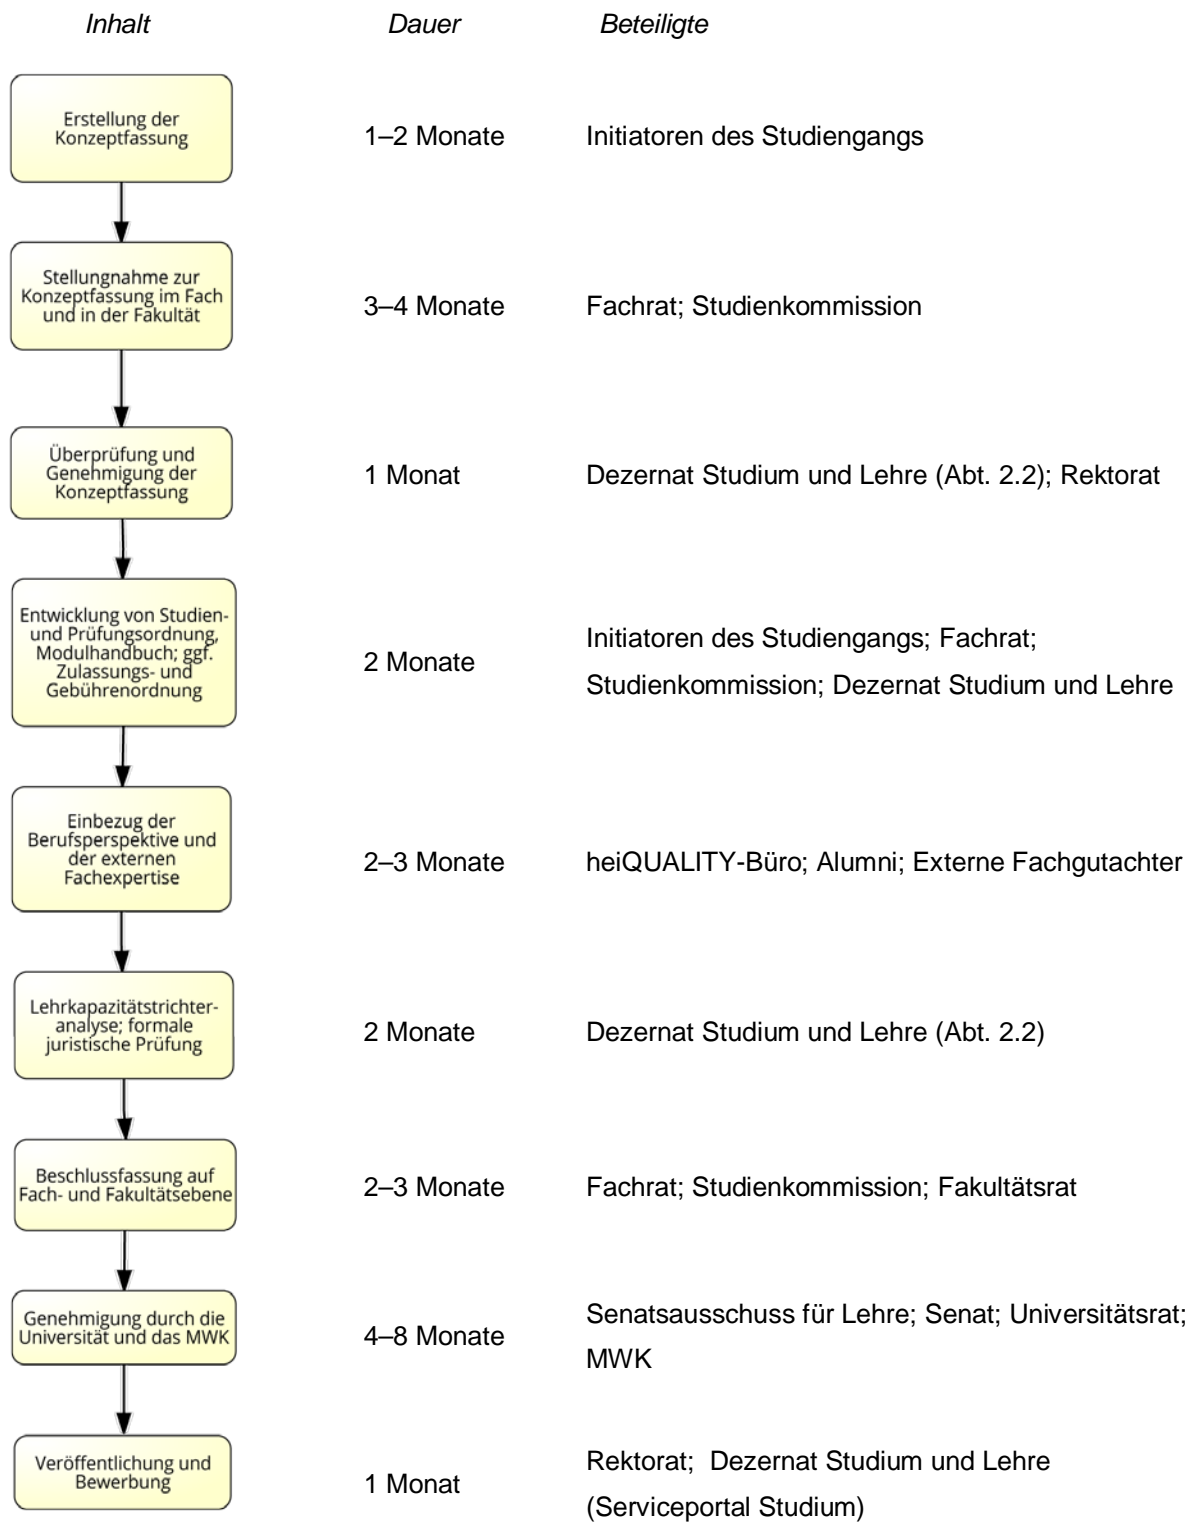 Inhalt Dauer Beteiligte
Erstellung der
Konzeptfassung
1–2 Monate Initiatoren des Studiengangs
Stellungnahme zur
Konzeptfassung im Fach
und in der Fakultät
3–4 Monate Fachrat; Studienkommission
Überprüfung und
Genehmigung der
Konzeptfassung
1 Monat Dezernat Studium und Lehre (Abt. 2.2); Rektorat
Entwicklung von Studien-
und Prüfungsordnung,
Modulhandbuch; ggf.
Zulassungs- und
Gebührenordnung
2 Monate
Initiatoren des Studiengangs; Fachrat;
Studienkommission; Dezernat Studium und Lehre
Einbezug der
Berufsperspektive und
der externen
Fachexpertise
2–3 Monate heiQUALITY-Büro; Alumni; Externe Fachgutachter
Lehrkapazitätstrichter-
analyse; formale
juristische Prüfung
2 Monate Dezernat Studium und Lehre (Abt. 2.2)
Beschlussfassung auf
Fach- und Fakultätsebene
2–3 Monate Fachrat; Studienkommission; Fakultätsrat
Genehmigung durch die
Universität und das MWK
4–8 Monate
Senatsausschuss für Lehre; Senat; Universitätsrat;
MWK
Veröffentlichung und
Bewerbung
1 Monat
Rektorat; Dezernat Studium und Lehre
(Serviceportal Studium)